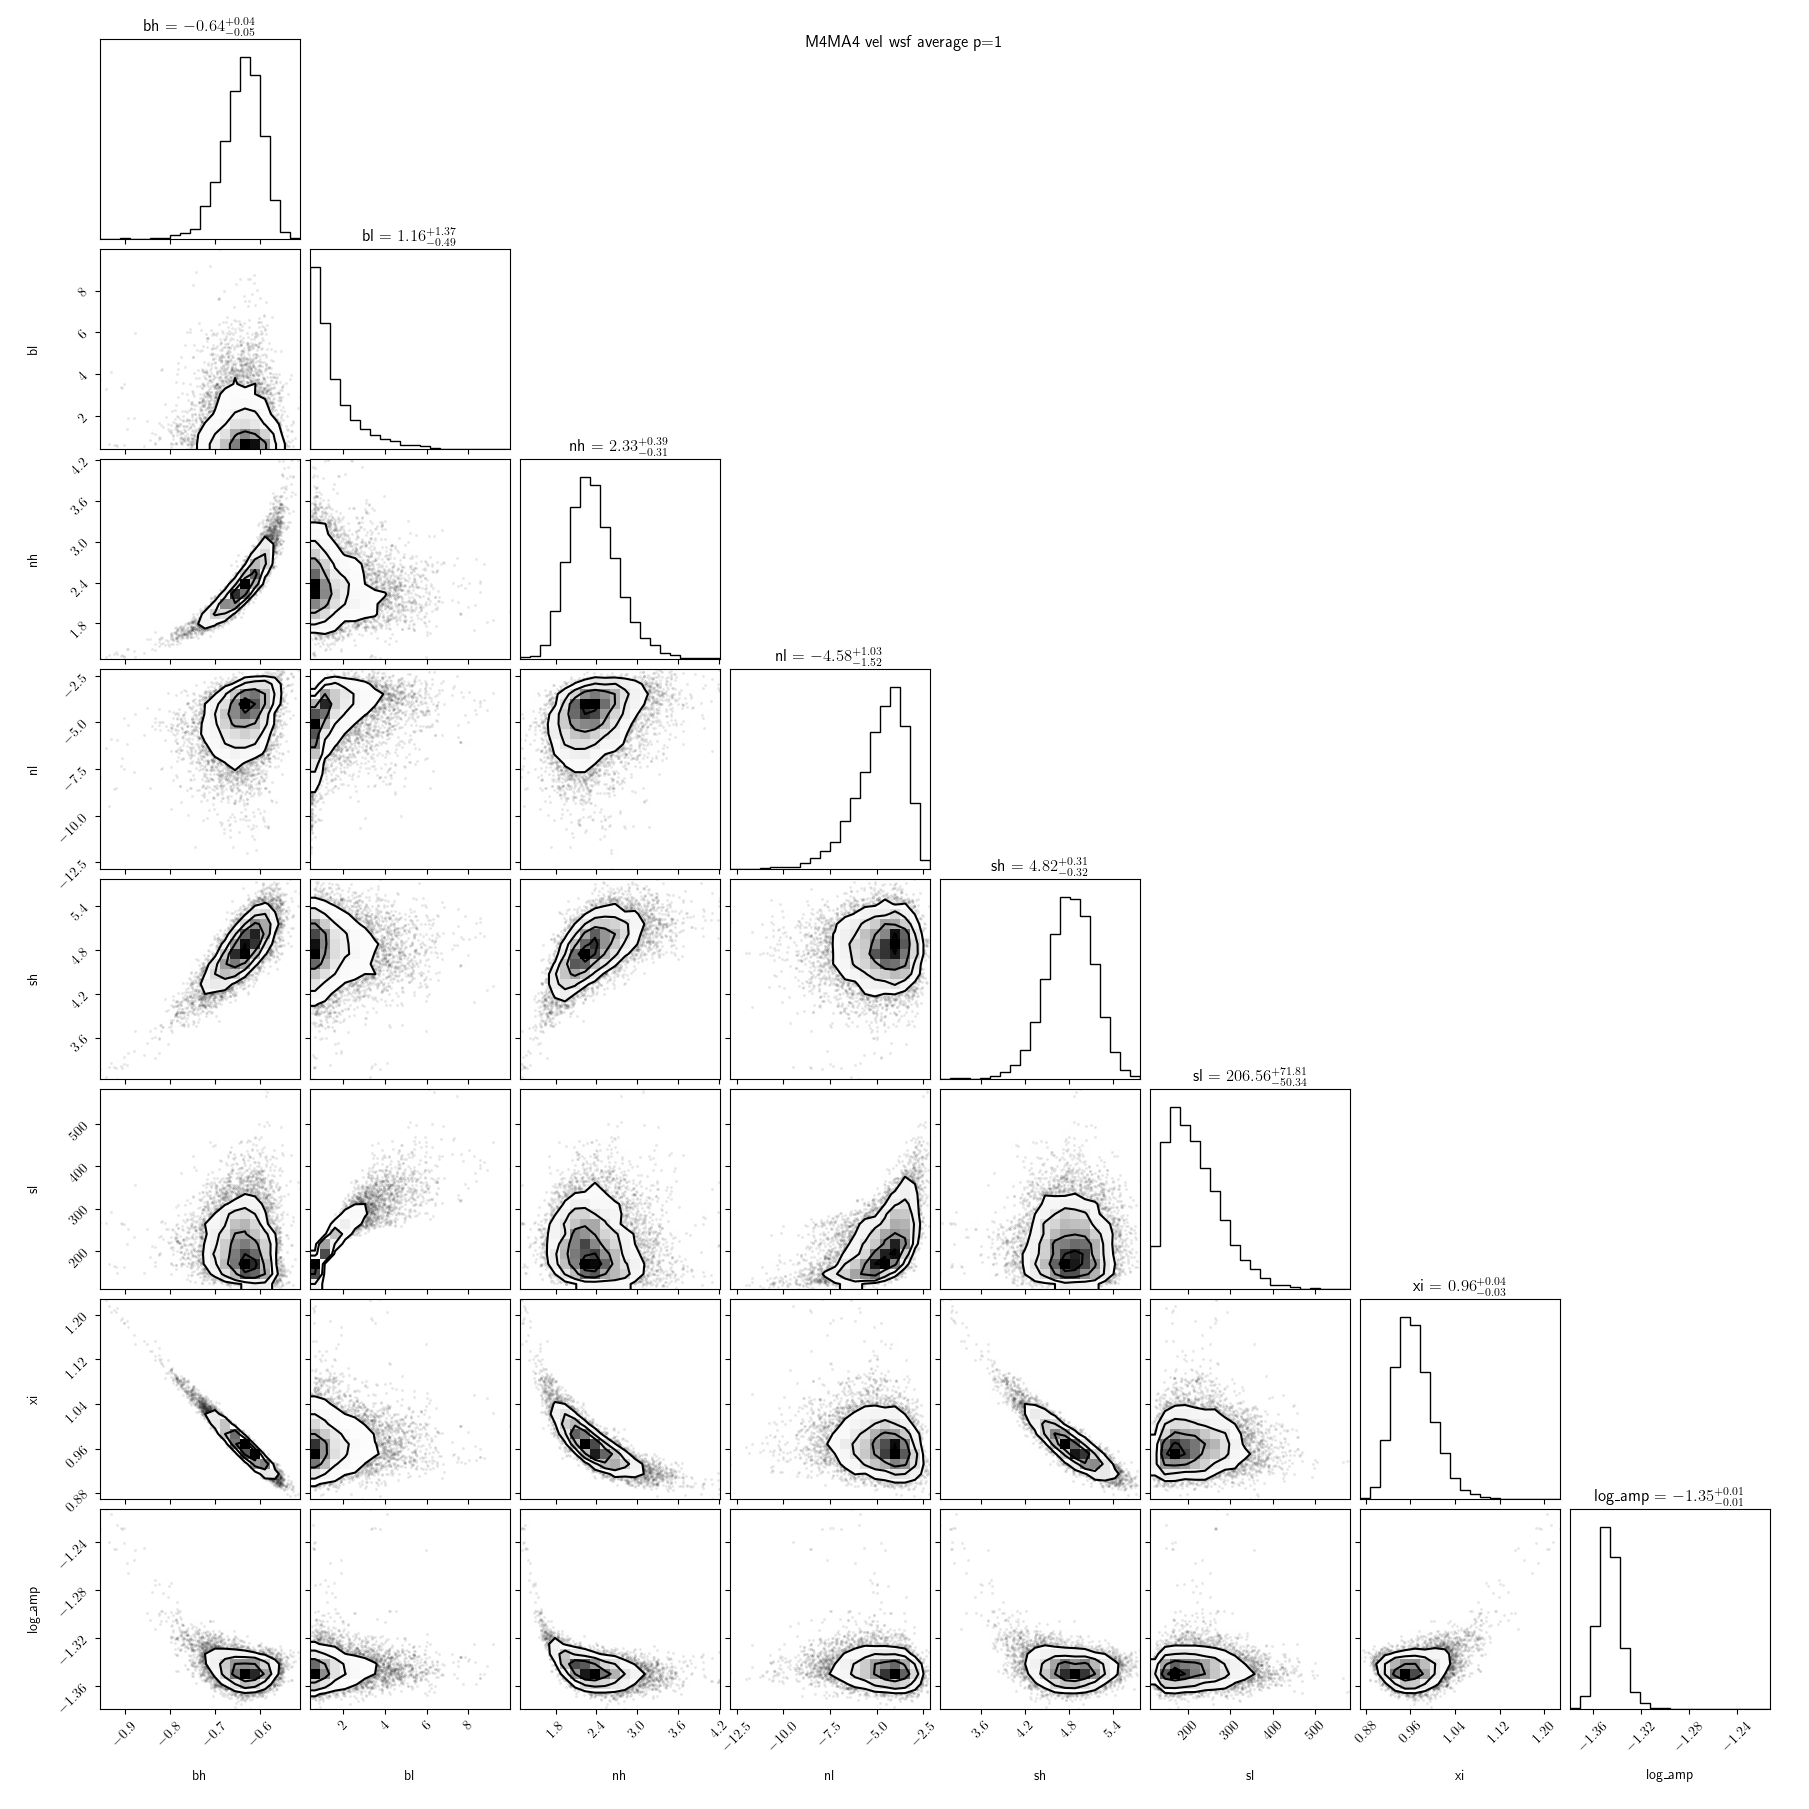 M4MA4 vel wsf average p=1
bh = −0.64 +0.04 −0.05
bl = 1.16 +1.37 −0.49
bl
8
6
4
2
nh = 2.33 +0.39 −0.31
nh
4.2
3.6
3.0
2.4
1.8
nl = −4.58 +1.03 −1.52
nl
−2.5
−5.0
−7.5
−10.0
−12.5
sh = 4.82 +0.31 −0.32
sh
5.4
4.8
4.2
3.6
sl = 206.56 +71.81 −50.34
sl
500
400
300
200
xi = 0.96 +0.04 −0.03
xi
1.20
1.12
1.04
0.96
0.88
log_amp = −1.35 +0.01 −0.01
log_amp
−1.24
−1.28
−1.32
−1.36
−0.9 −0.8 −0.7 −0.6 2 4 6 8 1.8 2.4 3.0 3.6 4.2 −12.5 −10.0 −7.5 −5.0 −2.5 3.6 4.2 4.8 5.4 200 300 400 500 0.88 0.96 1.04 1.12 1.20 −1.36 −1.32 −1.28 −1.24
bh bl nh nl sh sl xi log_amp